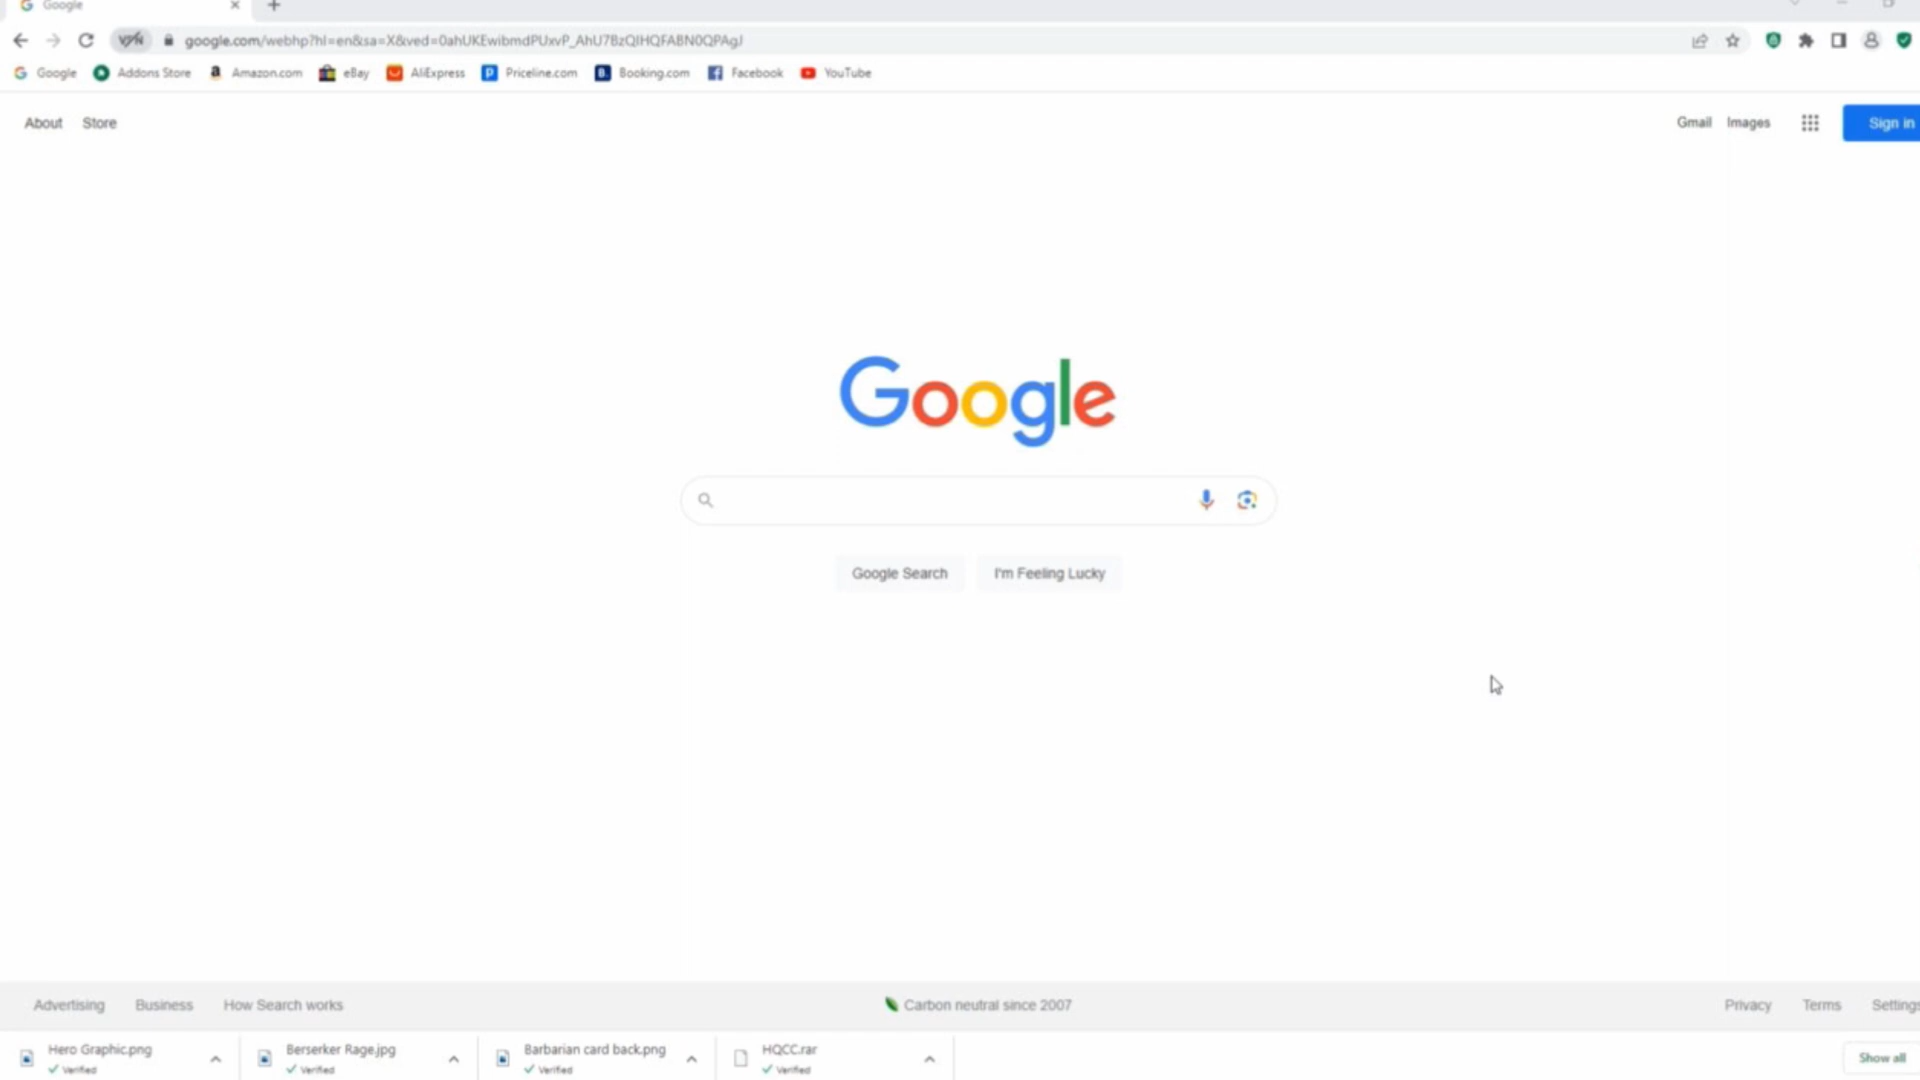 Google
VPN
google.com/webhp?hl=en&sa=X&ved=0ahUKEwibmdPUxvP_AhU7BzQIHQFABN0QPAgJ
Google Addons Store Amazon.com eBay AliExpress Priceline.com Booking.com Facebook YouTube
About Store Gmail Images Sign in
Google
Google Search I'm Feeling Lucky
Advertising Business How Search works Carbon neutral since 2007 Privacy Terms Settings
Hero Graphic.png Berserker Rage.jpg Barbarian card back.png HQCC.rar Show all
Verified Verified Verified Verified